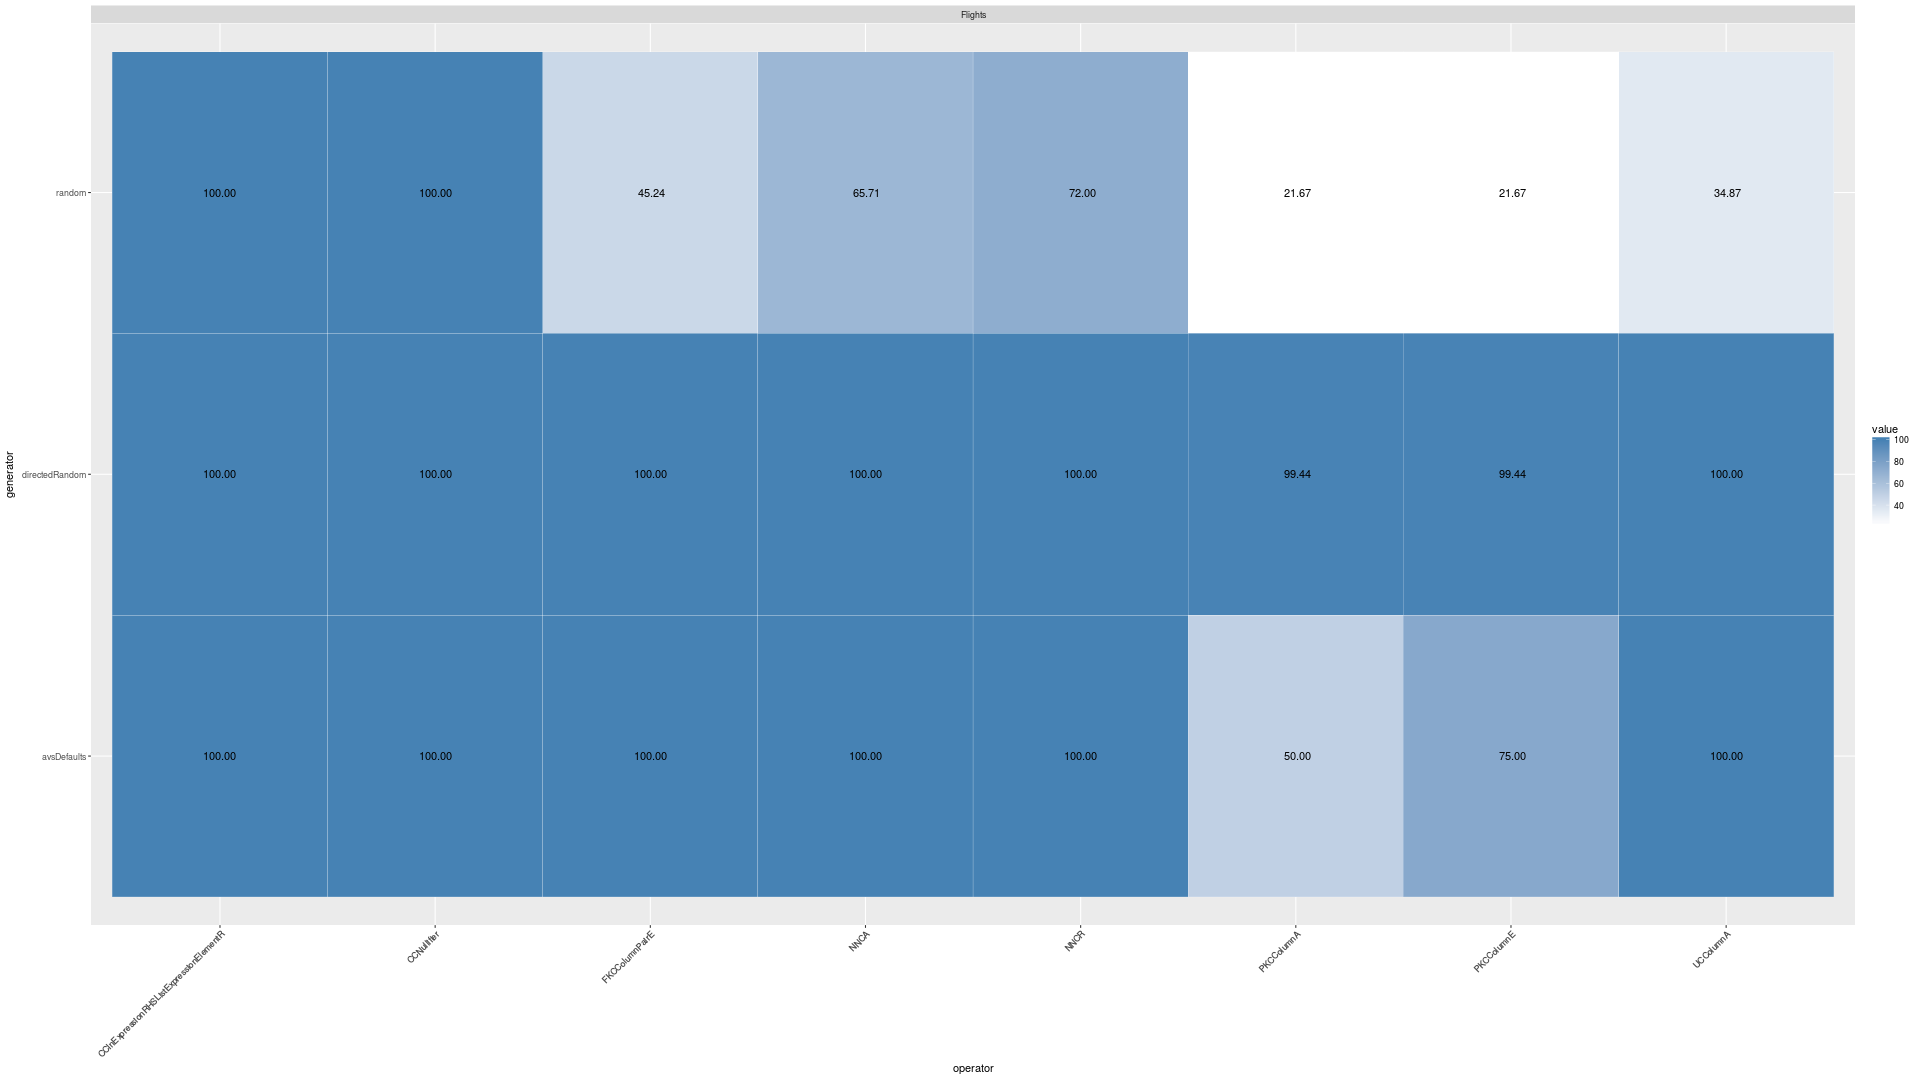 Flights
random
100.00 100.00 45.24 65.71 72.00 21.67 21.67 34.87
directedRandom
100.00 100.00 100.00 100.00 100.00 99.44 99.44 100.00
avsDefaults
100.00 100.00 100.00 100.00 100.00 50.00 75.00 100.00
generator
CCInExpressionRHSListExpressionElementR
CCNullifier
FKCColumnPairE
NNCA
NNCR
PKCColumnA
PKCColumnE
UCColumnA
operator
value
100
80
60
40